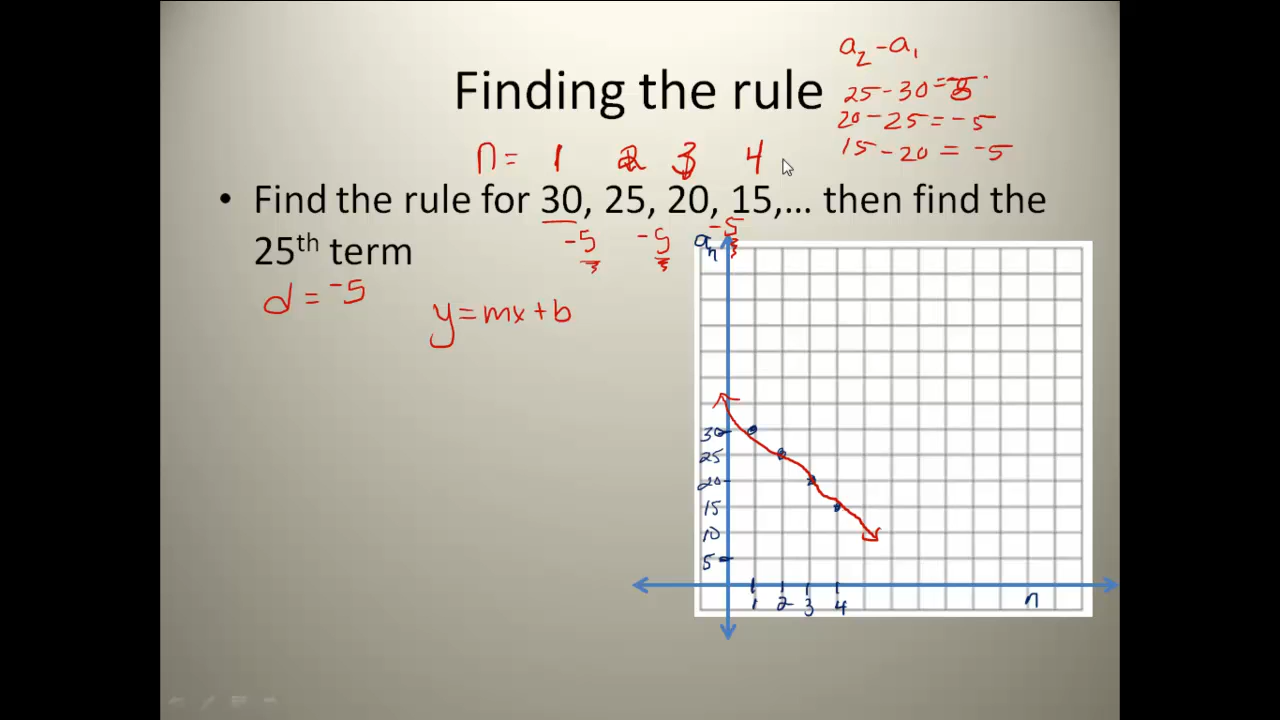 a₂ - a₁
Finding the rule
25 - 30 = -5
20 - 25 = -5
15 - 20 = -5
n = 1 2 3 4
• Find the rule for 30, 25, 20, 15,... then find the
25th term
-5 -5 -5
d = -5
y = mx + b
aₙ
30
25
20
15
10
5
1 2 3 4 n